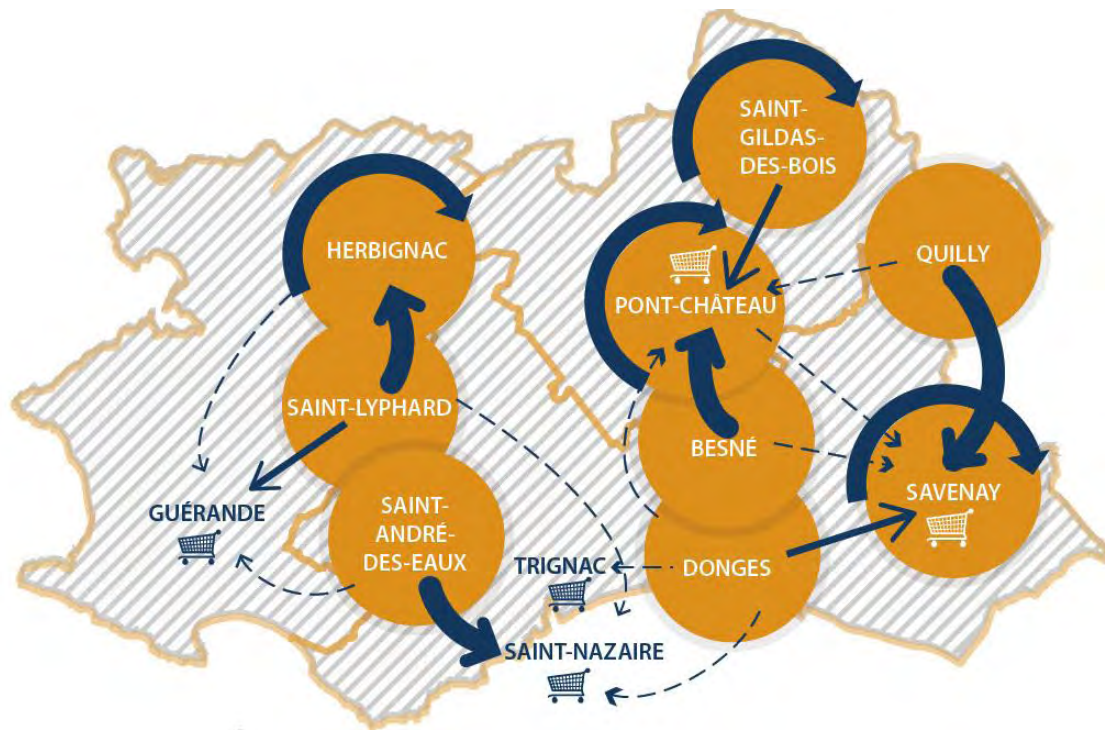 SAINT-
GILDAS-
DES-BOIS
HERBIGNAC
QUILLY
PONT-CHÂTEAU
SAINT-LYPHARD
BESNÉ
SAVENAY
GUÉRANDE
SAINT-
ANDRÉ-
DES-EAUX
TRIGNAC
DONGES
SAINT-NAZAIRE